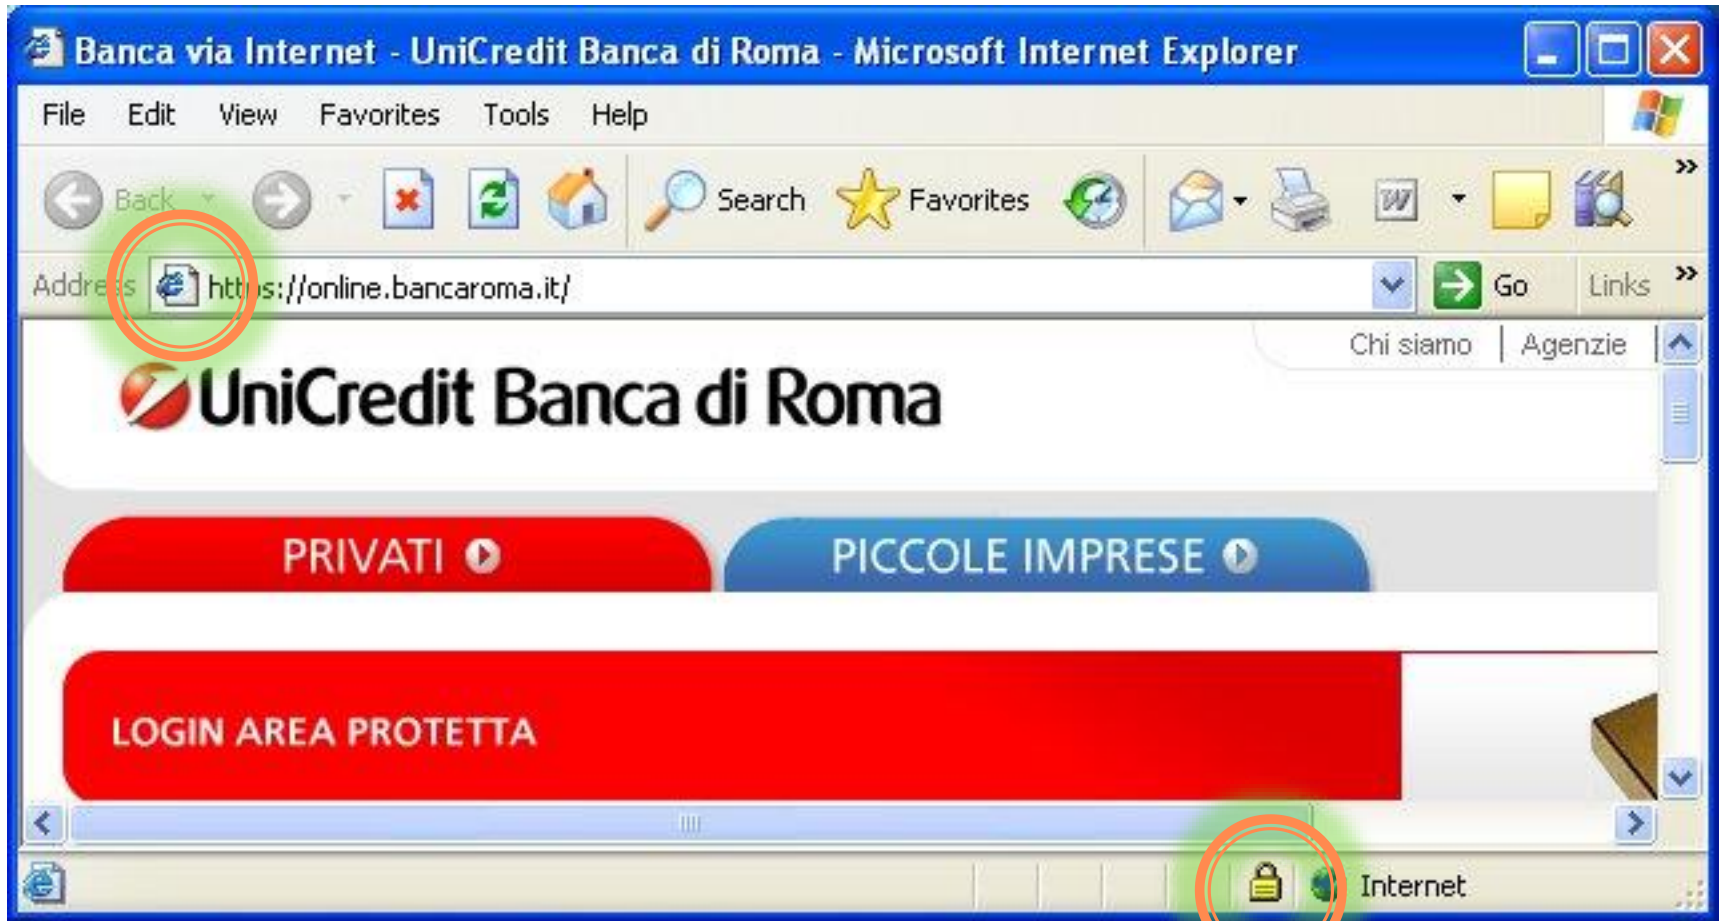 Banca via Internet - UniCredit Banca di Roma - Microsoft Internet Explorer
File Edit View Favorites Tools Help
Back Search Favorites W »
Address https://online.bancaroma.it/ Go Links »
Chi siamo | Agenzie |
UniCredit Banca di Roma
PRIVATI PICCOLE IMPRESE
LOGIN AREA PROTETTA
Internet